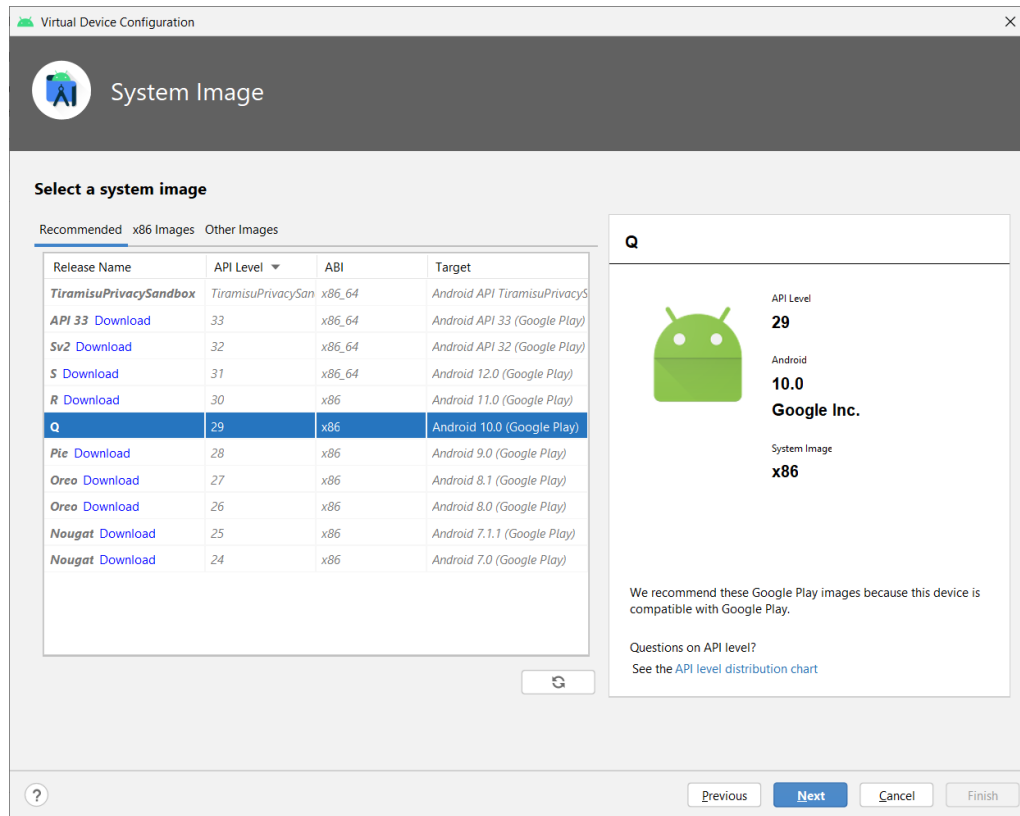 Virtual Device Configuration
System Image
Select a system image
Recommended x86 Images Other Images
Release Name API Level ABI Target
TiramisuPrivacySandbox TiramisuPrivacySan x86_64 Android API TiramisuPrivacyS
API 33 Download 33 x86_64 Android API 33 (Google Play)
Sv2 Download 32 x86_64 Android API 32 (Google Play)
S Download 31 x86_64 Android 12.0 (Google Play)
R Download 30 x86 Android 11.0 (Google Play)
Q 29 x86 Android 10.0 (Google Play)
Pie Download 28 x86 Android 9.0 (Google Play)
Oreo Download 27 x86 Android 8.1 (Google Play)
Oreo Download 26 x86 Android 8.0 (Google Play)
Nougat Download 25 x86 Android 7.1.1 (Google Play)
Nougat Download 24 x86 Android 7.0 (Google Play)
Q
API Level
29
Android
10.0
Google Inc.
System Image
x86
We recommend these Google Play images because this device is
compatible with Google Play.
Questions on API level?
See the API level distribution chart
? Previous Next Cancel Finish